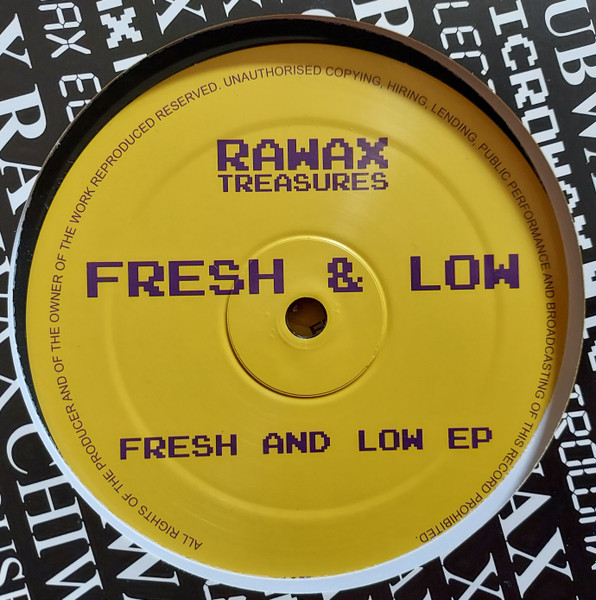 RAWAX
TREASURES
FRESH & LOW
FRESH AND LOW EP
ALL RIGHTS OF THE PRODUCER AND OF THE OWNER OF THE WORK REPRODUCED RESERVED. UNAUTHORISED COPYING, HIRING, LENDING, PUBLIC PERFORMANCE AND BROADCASTING OF THIS RECORD PROHIBITED.